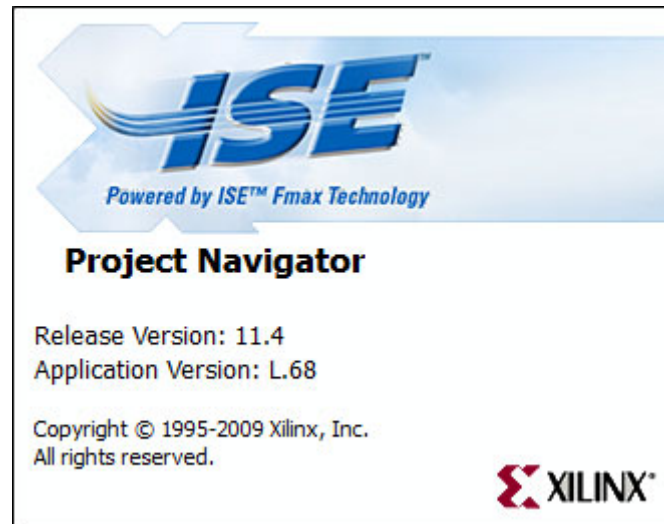 ISE™
Powered by ISE™ Fmax Technology
Project Navigator
Release Version: 11.4
Application Version: L.68
Copyright © 1995-2009 Xilinx, Inc.
All rights reserved.
XILINX®